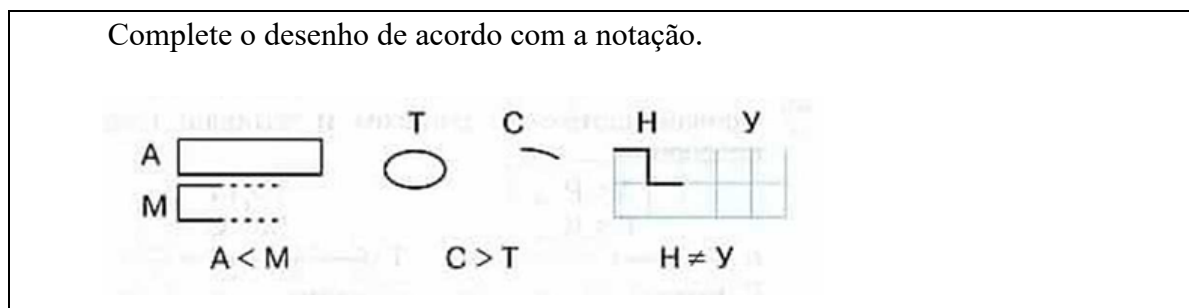 Complete o desenho de acordo com a notação.
T C Н У
А
М
А < М C > T Н ≠ У